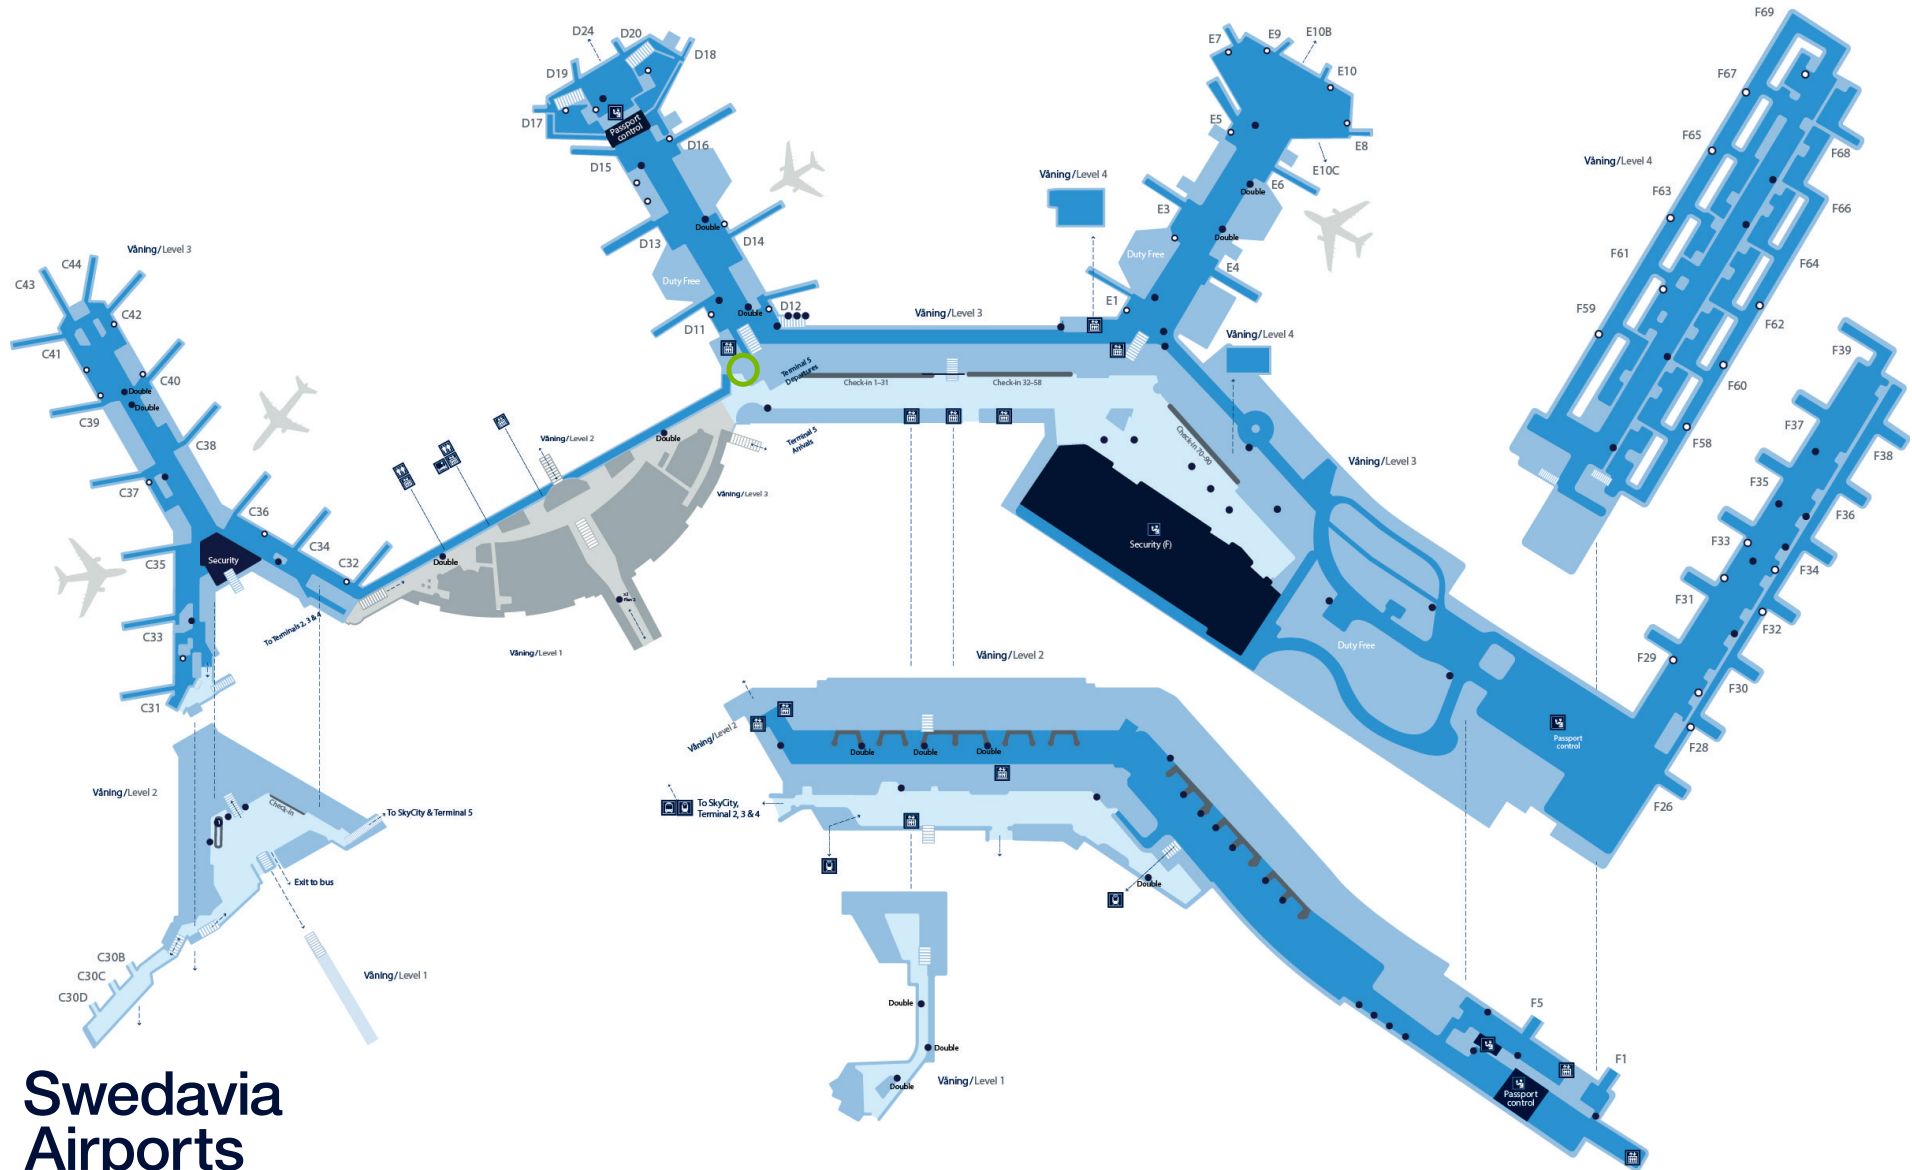 D24
D20
D18
D19
D17
Passport
control
D16
D15
D13
D14
Duty Free
Double
Double
D12
D11
E7
E9
E10B
E10
E5
E8
E10C
E6
Double
E3
Double
Duty Free
E4
E1
Våning/Level 4
Våning/Level 3
Våning/Level 4
F69
F67
F65
F68
Våning/Level 4
F63
F66
F61
F64
F59
F62
F60
F58
F39
F37
F38
F35
F36
F33
F34
F31
F32
F29
F30
F28
F26
Våning/Level 3
C44
C43
C42
C41
C40
Double
Double
C39
C38
C37
C36
C35
C34
C32
Security
C33
C31
To Terminals 2, 3 & 4
Våning/Level 2
Double
Double
Våning/Level 3
x2
Plan 2
Våning/Level 1
Terminal 5
Departures
Check-in 1–31
Check-in 32–58
Terminal 5
Arrivals
Check-in 70–90
Våning/Level 3
Security (F)
Duty Free
Passport
control
Våning/Level 2
Våning/Level 2
Double
Double
Double
To SkyCity,
Terminal 2, 3 & 4
Double
Våning/Level 2
Check-in
To SkyCity & Terminal 5
Exit to bus
C30B
C30C
C30D
Våning/Level 1
Double
Double
Double
Våning/Level 1
F5
F1
Passport
control
Swedavia
Airports